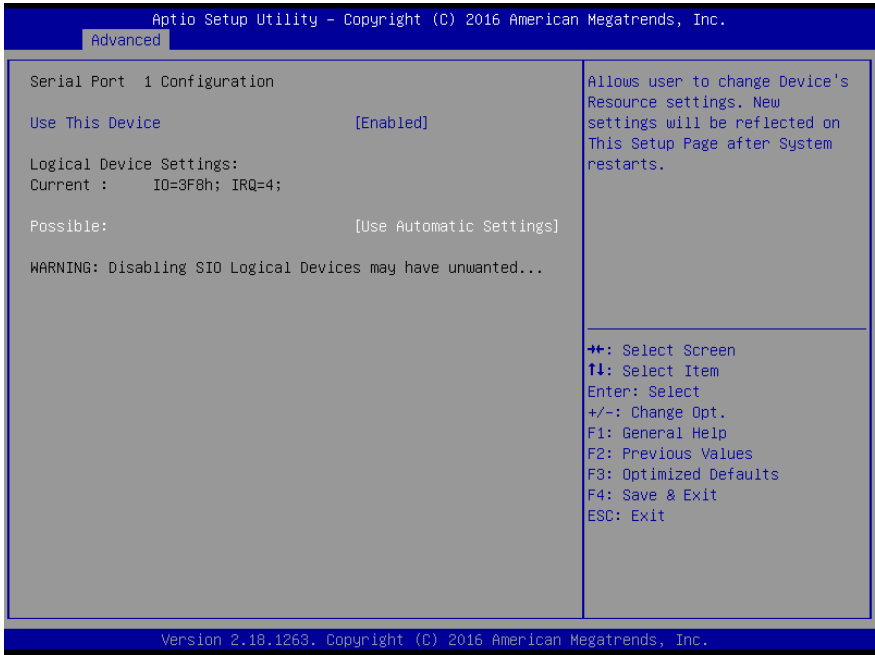 Aptio Setup Utility – Copyright (C) 2016 American Megatrends, Inc.
Advanced
Serial Port 1 Configuration
Use This Device [Enabled]
Logical Device Settings:
Current : IO=3F8h; IRQ=4;
Possible: [Use Automatic Settings]
WARNING: Disabling SIO Logical Devices may have unwanted...
Allows user to change Device's
Resource settings. New
settings will be reflected on
This Setup Page after System
restarts.
→←: Select Screen
↑↓: Select Item
Enter: Select
+/-: Change Opt.
F1: General Help
F2: Previous Values
F3: Optimized Defaults
F4: Save & Exit
ESC: Exit
Version 2.18.1263. Copyright (C) 2016 American Megatrends, Inc.